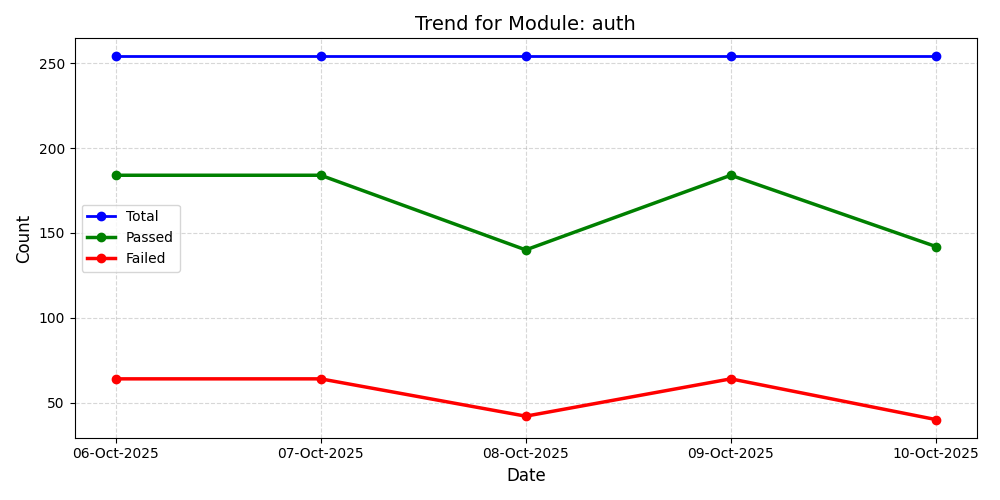 Trend for Module: auth
250
200
150
100
50
Count
Total
Passed
Failed
06-Oct-2025
07-Oct-2025
08-Oct-2025
09-Oct-2025
10-Oct-2025
Date